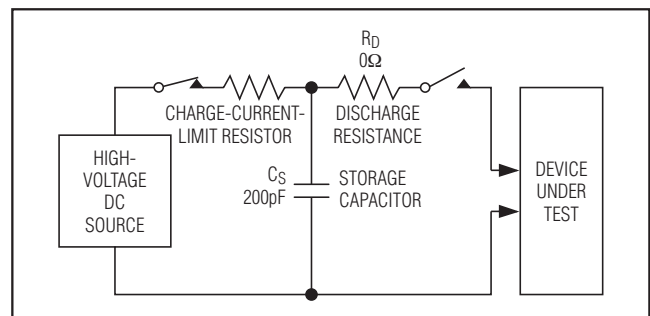 R_D
0Ω
CHARGE-CURRENT-
LIMIT RESISTOR
DISCHARGE
RESISTANCE
HIGH-
VOLTAGE
DC
SOURCE
C_S
200pF
STORAGE
CAPACITOR
DEVICE
UNDER
TEST